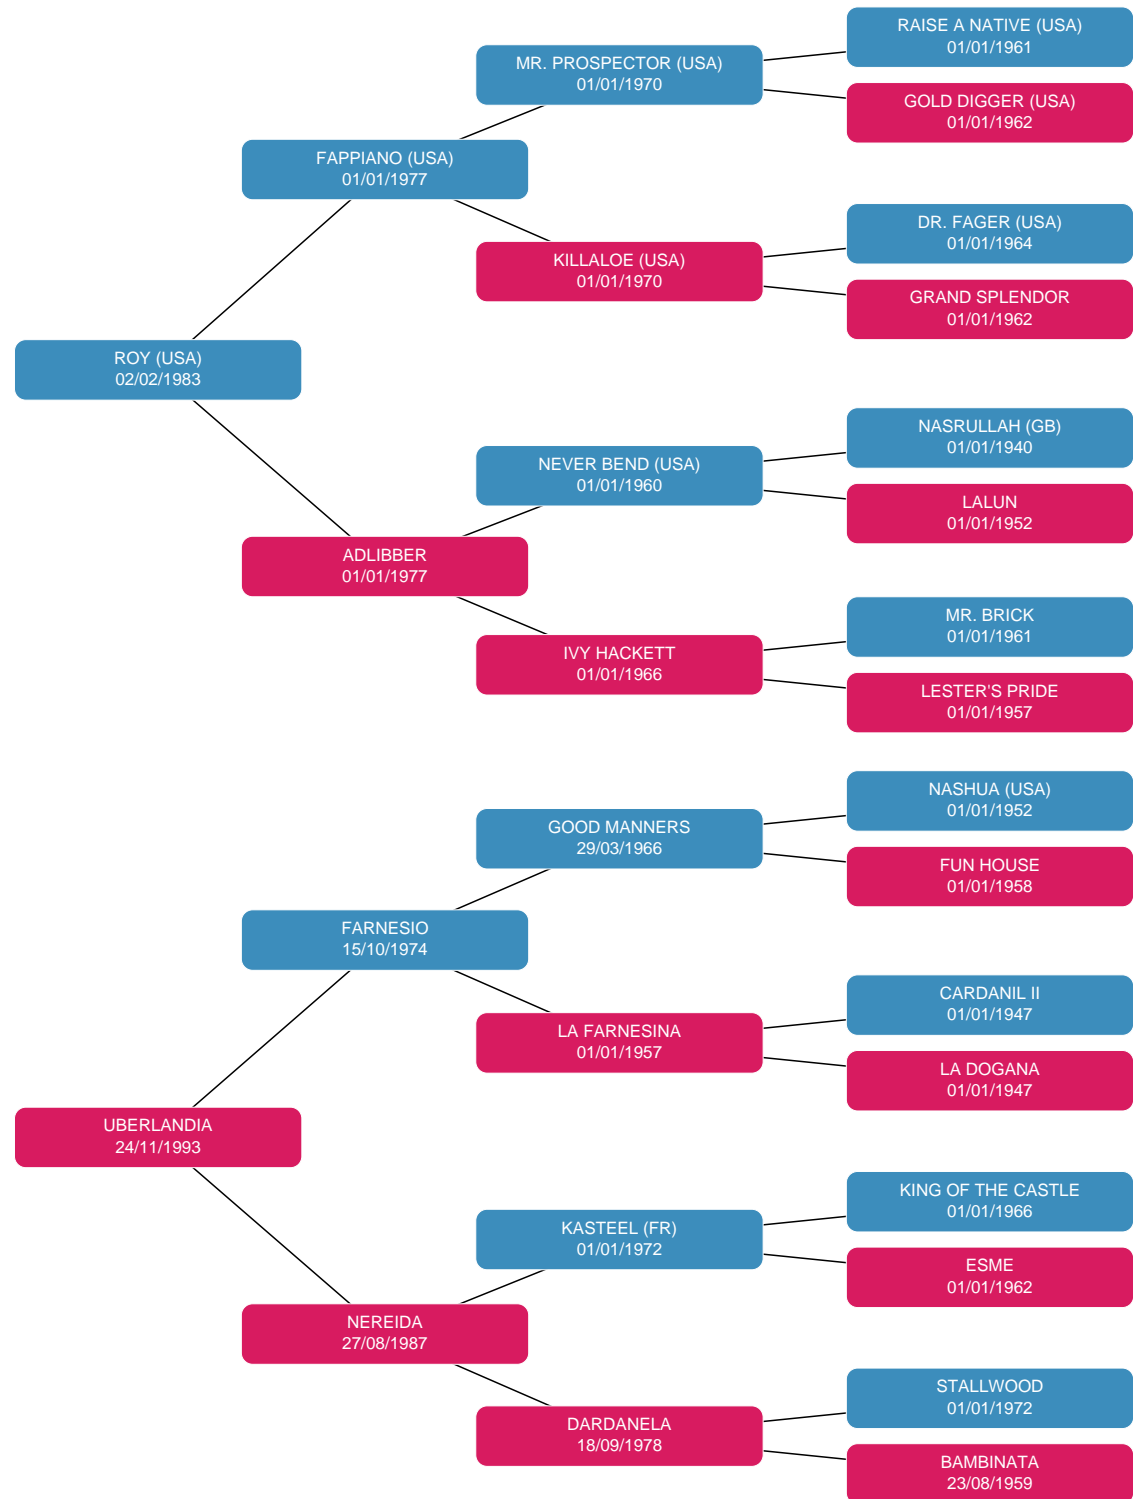 RAISE A NATIVE (USA)
01/01/1961
MR. PROSPECTOR (USA)
01/01/1970
GOLD DIGGER (USA)
01/01/1962
FAPPIANO (USA)
01/01/1977
DR. FAGER (USA)
01/01/1964
KILLALOE (USA)
01/01/1970
GRAND SPLENDOR
01/01/1962
ROY (USA)
02/02/1983
NASRULLAH (GB)
01/01/1940
NEVER BEND (USA)
01/01/1960
LALUN
01/01/1952
ADLIBBER
01/01/1977
MR. BRICK
01/01/1961
IVY HACKETT
01/01/1966
LESTER'S PRIDE
01/01/1957
NASHUA (USA)
01/01/1952
GOOD MANNERS
29/03/1966
FUN HOUSE
01/01/1958
FARNESIO
15/10/1974
CARDANIL II
01/01/1947
LA FARNESINA
01/01/1957
LA DOGANA
01/01/1947
UBERLANDIA
24/11/1993
KING OF THE CASTLE
01/01/1966
KASTEEL (FR)
01/01/1972
ESME
01/01/1962
NEREIDA
27/08/1987
STALLWOOD
01/01/1972
DARDANELA
18/09/1978
BAMBINATA
23/08/1959